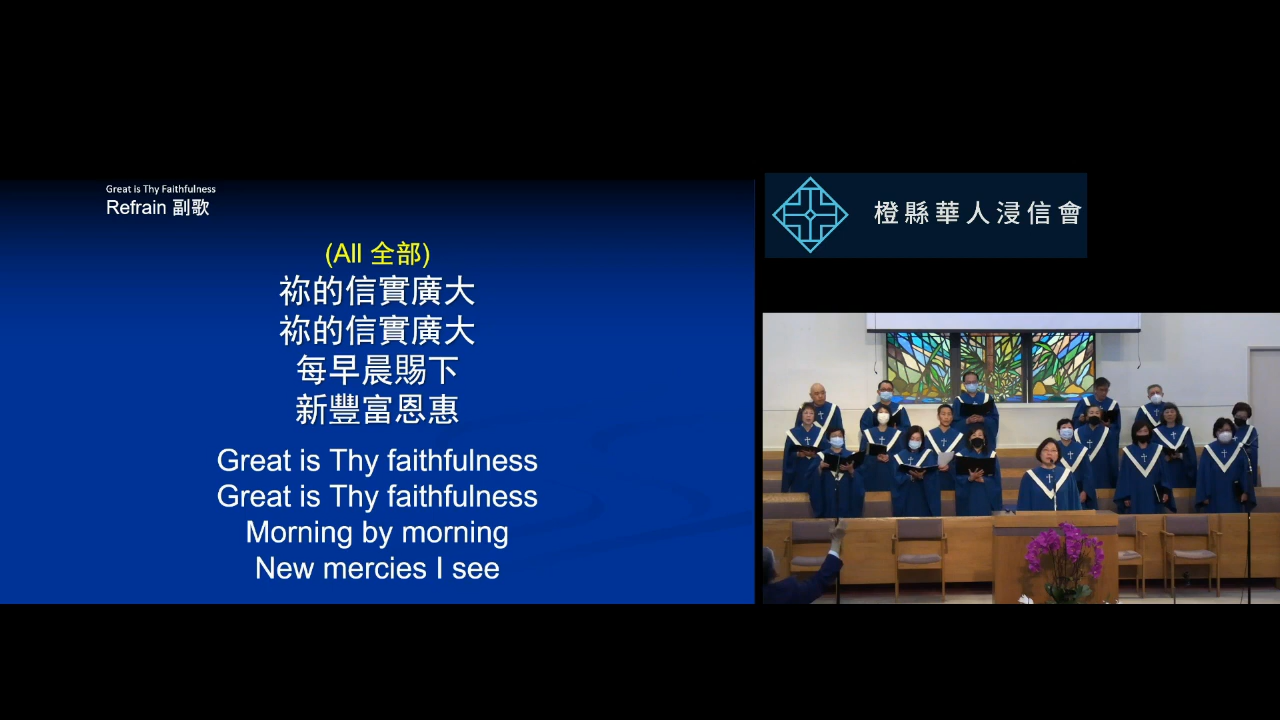 Great is Thy Faithfulness
Refrain 副歌
(All 全部)
祢的信實廣大
祢的信實廣大
每早晨賜下
新豐富恩惠
Great is Thy faithfulness
Great is Thy faithfulness
Morning by morning
New mercies I see
橙縣華人浸信會